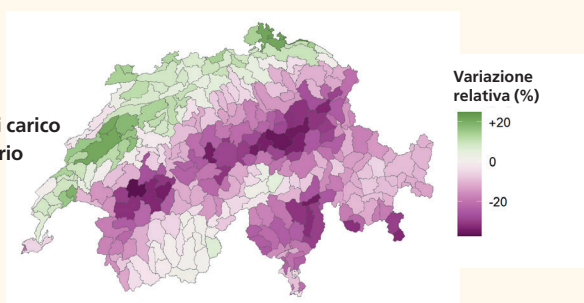 i carico
rio
Variazione
relativa (%)
+20
0
-20